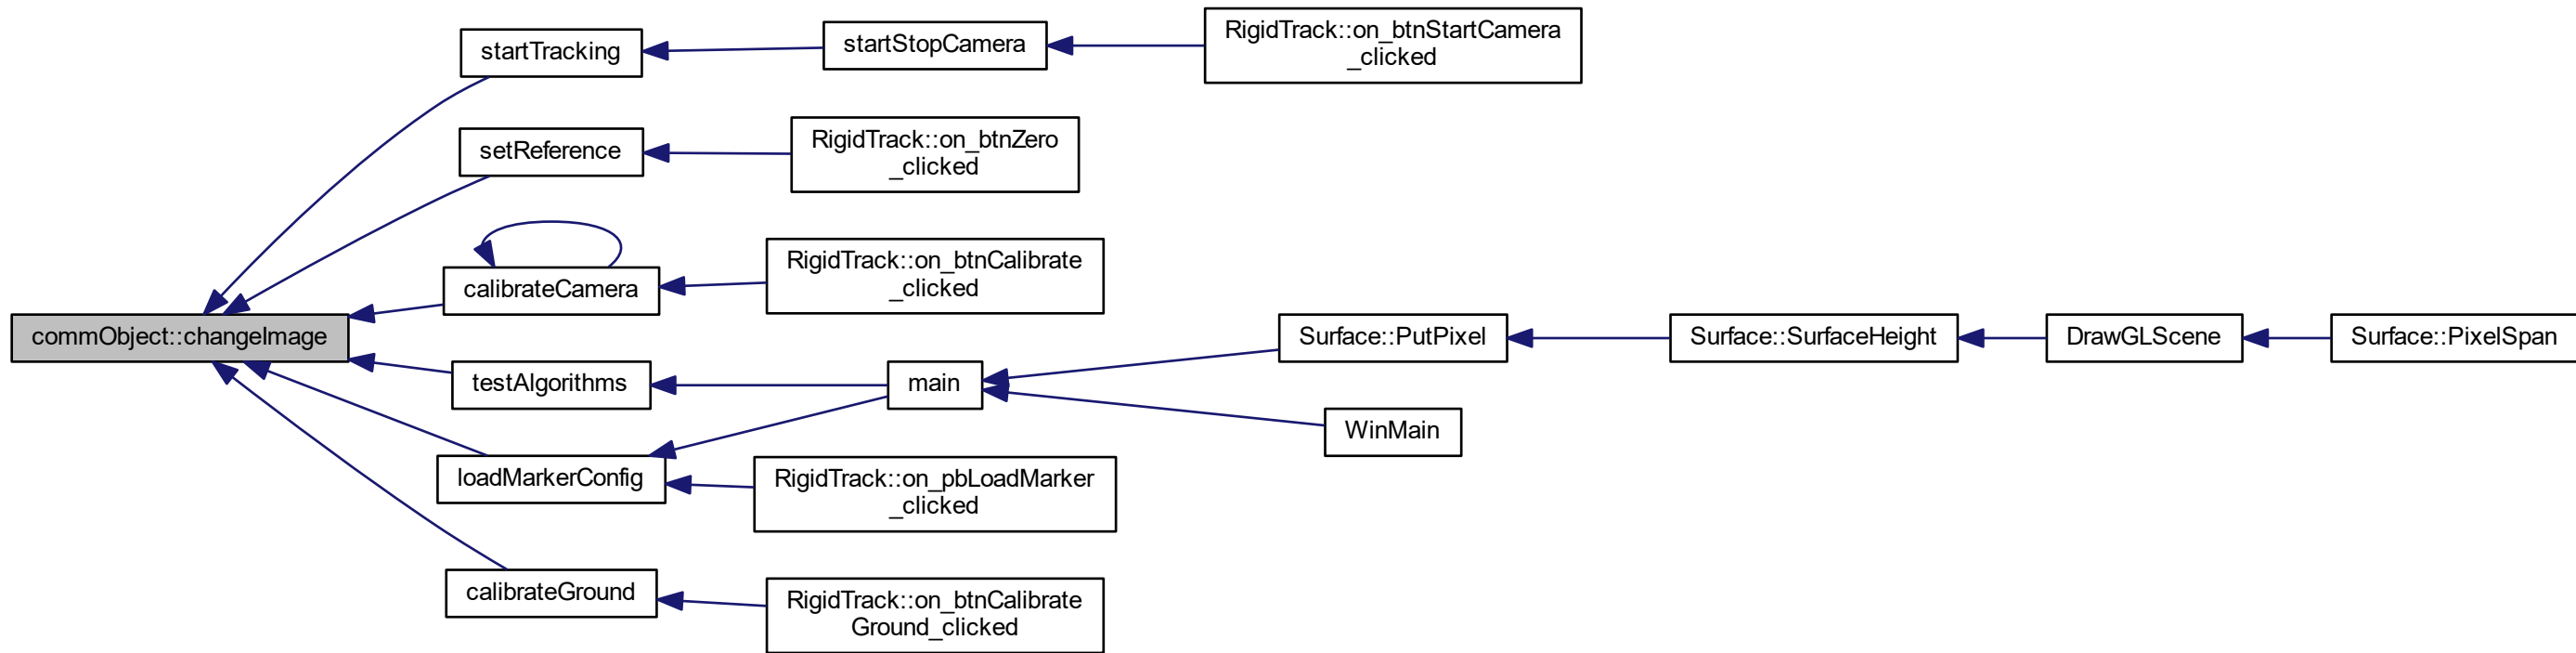 startTracking
startStopCamera
RigidTrack::on_btnStartCamera
_clicked
setReference
RigidTrack::on_btnZero
_clicked
calibrateCamera
RigidTrack::on_btnCalibrate
_clicked
commObject::changeImage
testAlgorithms
main
Surface::PutPixel
Surface::SurfaceHeight
DrawGLScene
Surface::PixelSpan
WinMain
loadMarkerConfig
RigidTrack::on_pbLoadMarker
_clicked
calibrateGround
RigidTrack::on_btnCalibrate
Ground_clicked